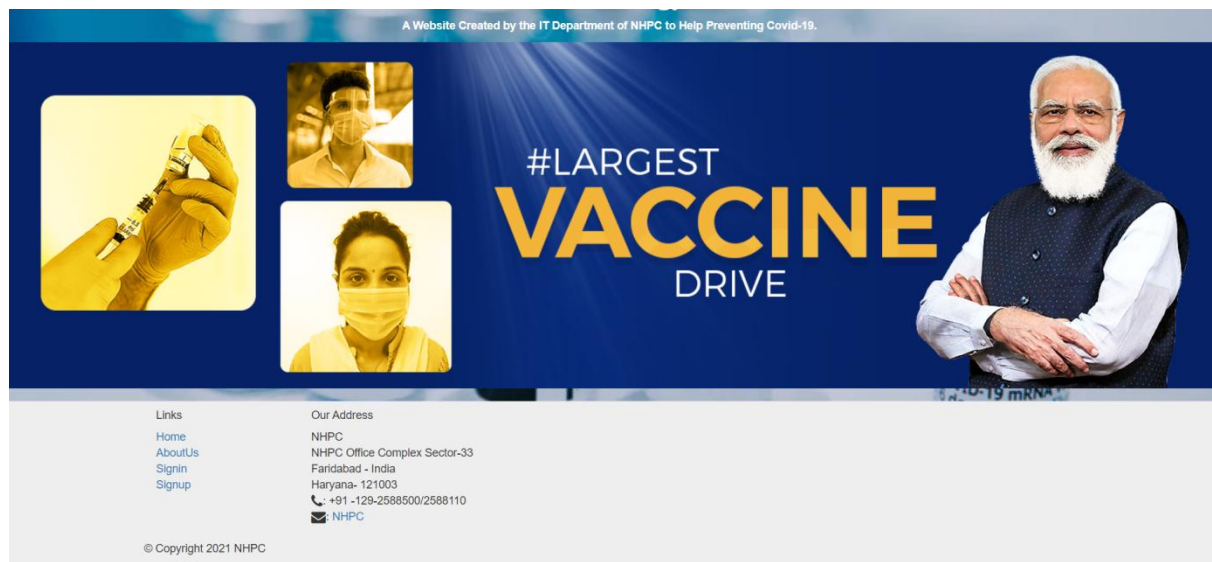 A Website Created by the IT Department of NHPC to Help Preventing Covid-19.
#LARGEST
VACCINE
DRIVE
Links
Home
AboutUs
Signin
Signup
Our Address
NHPC
NHPC Office Complex Sector-33
Faridabad - India
Haryana- 121003
: +91 -129-2588500/2588110
: NHPC
© Copyright 2021 NHPC